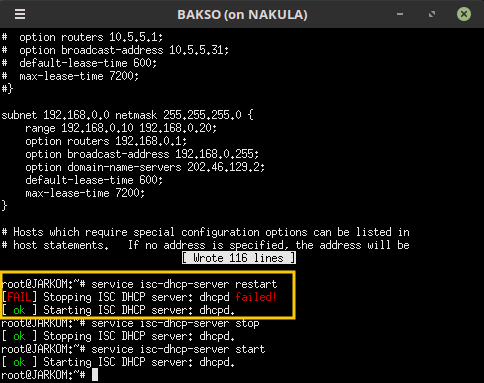 BAKSO (on NAKULA)
#  option routers 10.5.5.1;
#  option broadcast-address 10.5.5.31;
#  default-lease-time 600;
#  max-lease-time 7200;
#}
subnet 192.168.0.0 netmask 255.255.255.0 {
    range 192.168.0.10 192.168.0.20;
    option routers 192.168.0.1;
    option broadcast-address 192.168.0.255;
    option domain-name-servers 202.46.129.2;
    default-lease-time 600;
    max-lease-time 7200;
}
# Hosts which require special configuration options can be listed in
# host statements.   If no address is specified, the address will be
[ Wrote 116 lines ]
root@JARKOM:~# service isc-dhcp-server restart
[FAIL] Stopping ISC DHCP server: dhcpd failed!
[ ok ] Starting ISC DHCP server: dhcpd.
root@JARKOM:~# service isc-dhcp-server stop
[ ok ] Stopping ISC DHCP server: dhcpd.
root@JARKOM:~# service isc-dhcp-server start
[ ok ] Starting ISC DHCP server: dhcpd.
root@JARKOM:~#